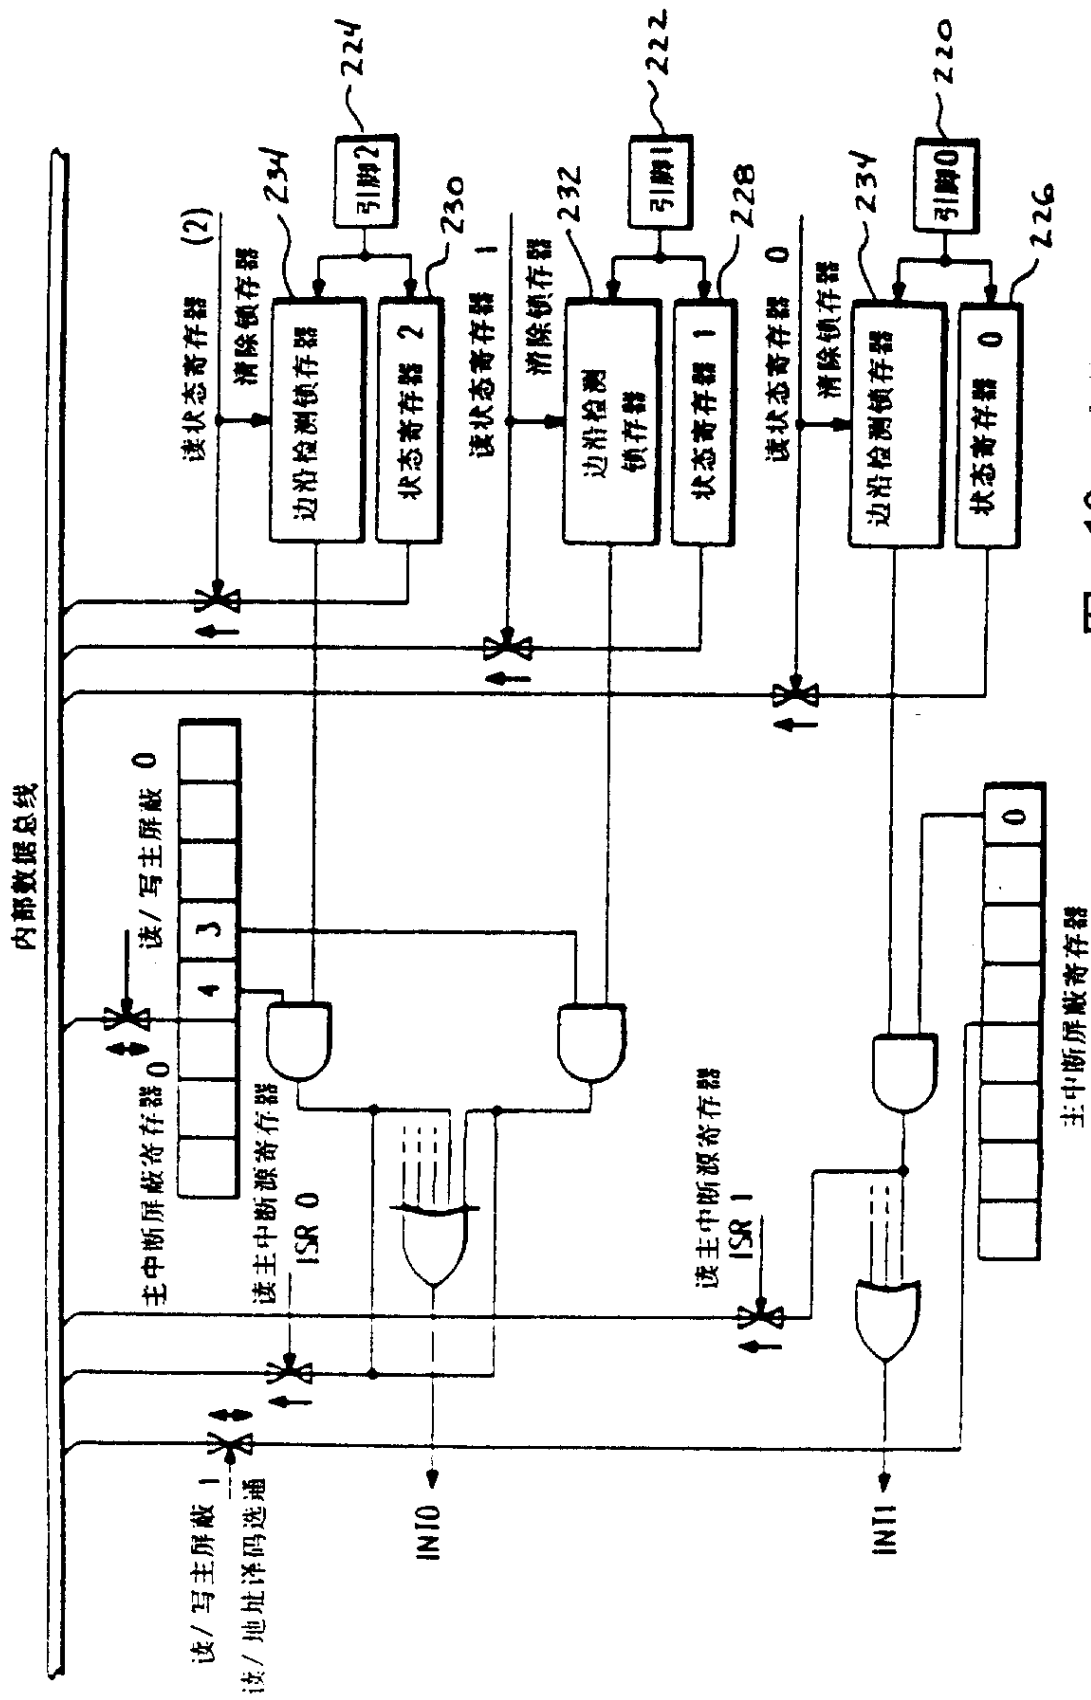 内部数据总线
读/写主屏蔽 1
读/地址译码选通
主中断屏蔽寄存器 0
读/写主屏蔽 0
4
3
读主中断源寄存器
ISR 0
INT0
读状态寄存器 (2)
清除锁存器
边沿检测锁存器
234
状态寄存器 2
230
引脚2
224
读状态寄存器 1
消除锁存器
边沿检测
锁存器
232
状态寄存器 1
228
引脚1
222
读主中断源寄存器
ISR 1
INT1
读状态寄存器 0
清除锁存器
边沿检测锁存器
234
状态寄存器 0
226
引脚0
220
0
主中断屏蔽寄存器